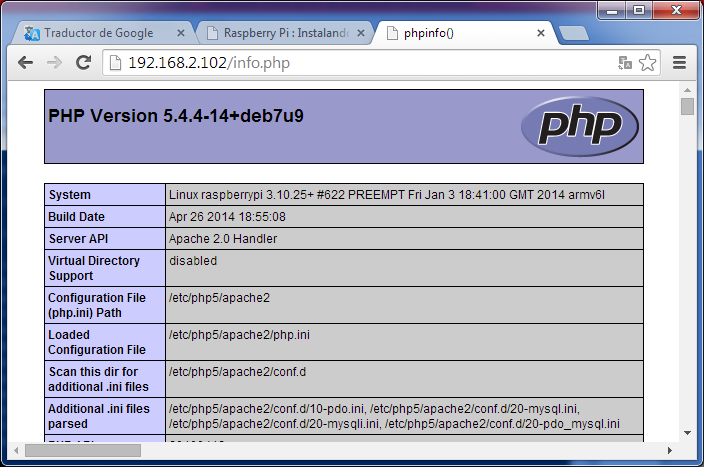 Traductor de Google
Raspberry Pi : Instalando
phpinfo()
192.168.2.102/info.php
PHP Version 5.4.4-14+deb7u9
php
System Linux raspberrypi 3.10.25+ #622 PREEMPT Fri Jan 3 18:41:00 GMT 2014 armv6l
Build Date Apr 26 2014 18:55:08
Server API Apache 2.0 Handler
Virtual Directory disabled
Support
Configuration File /etc/php5/apache2
(php.ini) Path
Loaded /etc/php5/apache2/php.ini
Configuration File
Scan this dir for /etc/php5/apache2/conf.d
additional .ini files
Additional .ini files /etc/php5/apache2/conf.d/10-pdo.ini, /etc/php5/apache2/conf.d/20-mysql.ini,
parsed /etc/php5/apache2/conf.d/20-mysqli.ini, /etc/php5/apache2/conf.d/20-pdo_mysql.ini